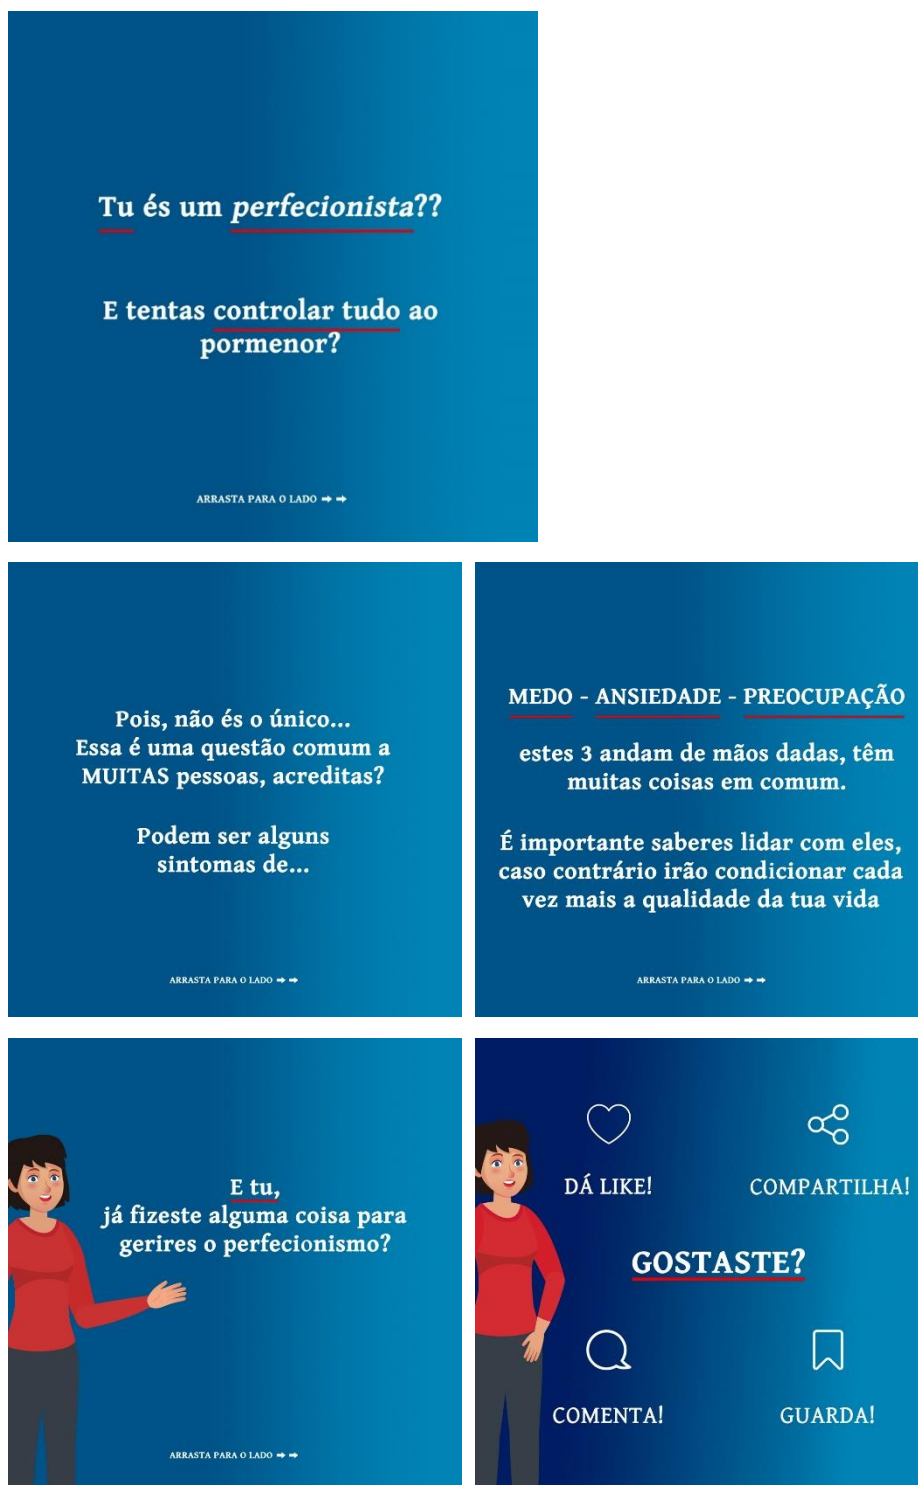 Tu és um perfecionista??
E tentas controlar tudo ao
pormenor?
ARRASTA PARA O LADO ➡ ➡
Pois, não és o único...
Essa é uma questão comum a
MUITAS pessoas, acreditas?
Podem ser alguns
sintomas de...
ARRASTA PARA O LADO ➡ ➡
MEDO - ANSIEDADE - PREOCUPAÇÃO
estes 3 andam de mãos dadas, têm
muitas coisas em comum.
É importante saberes lidar com eles,
caso contrário irão condicionar cada
vez mais a qualidade da tua vida
ARRASTA PARA O LADO ➡ ➡
E tu,
já fizeste alguma coisa para
gerires o perfecionismo?
ARRASTA PARA O LADO ➡ ➡
DÁ LIKE!
COMPARTILHA!
GOSTASTE?
COMENTA!
GUARDA!